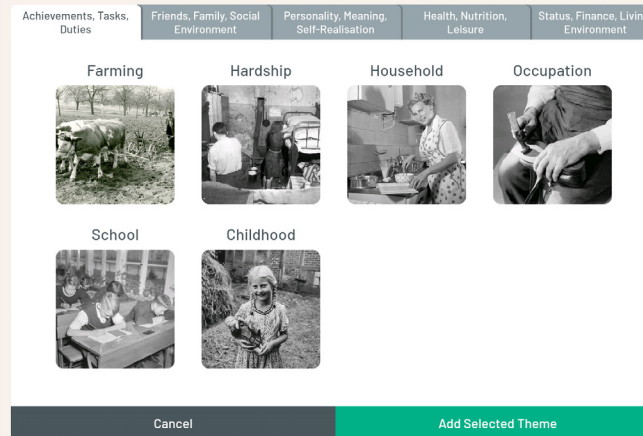 Achievements, Tasks,
Duties
Friends, Family, Social
Environment
Personality, Meaning,
Self-Realisation
Health, Nutrition,
Leisure
Status, Finance,
Environment
Farming
Hardship
Household
Occupation
School
Childhood
Cancel
Add Selected Theme